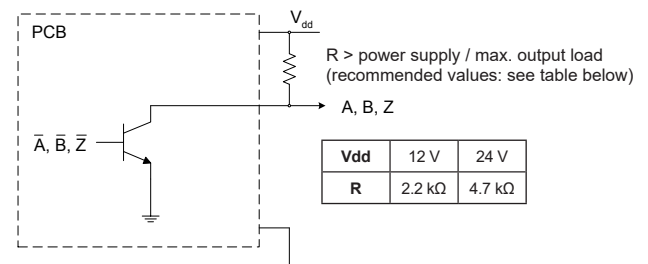 PCB
Vdd
R > power supply / max. output load
(recommended values: see table below)
A, B, Z
A̅, B̅, Z̅
Vdd 12 V 24 V
R 2.2 kΩ 4.7 kΩ